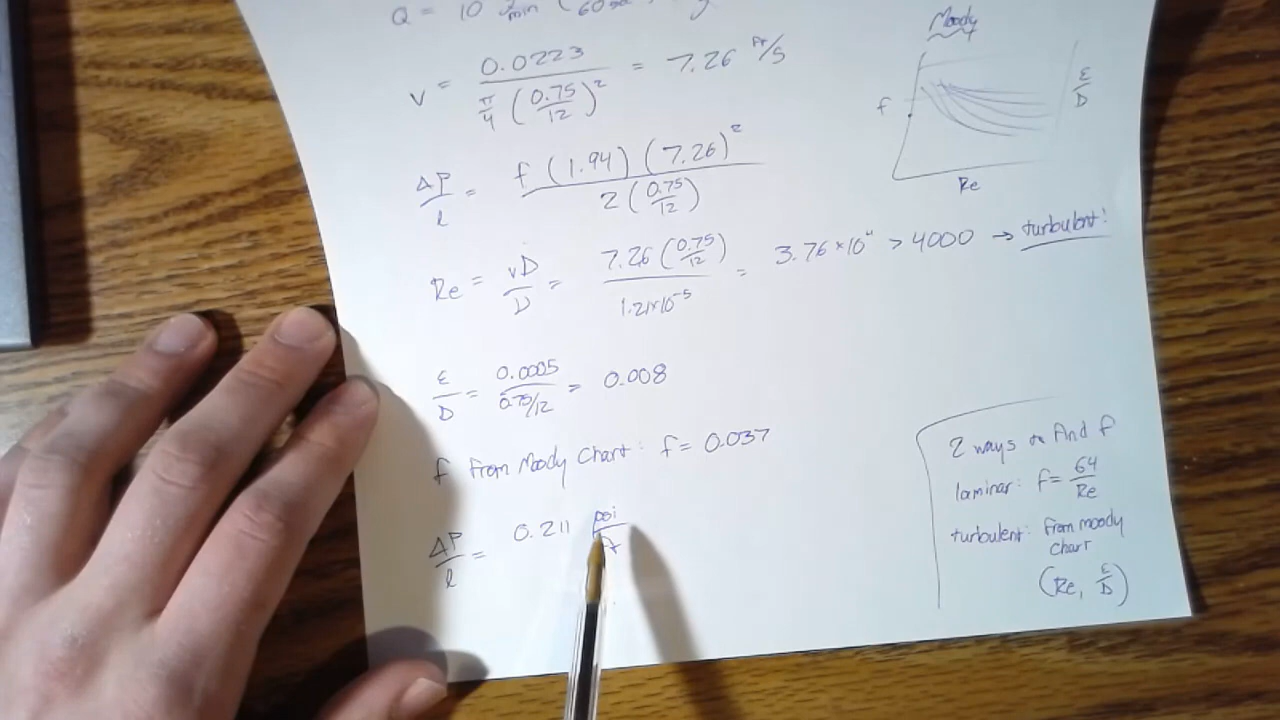 Q = 10 /min (60
V = 0.0223 / π/4 (0.75/12)² = 7.26 Ft/s
ΔP/l = f (1.94) (7.26)² / 2 (0.75/12)
Re = vD/υ = 7.26 (0.75/12) / 1.21×10⁻⁵ = 3.76×10⁴ > 4000 → turbulent!
ε/D = 0.0005 / 0.75/12 = 0.008
f from Moody Chart: f = 0.037
ΔP/l = 0.211 psi/ft
Moody
f
ε/D
Re
2 ways to find f
laminar: f = 64/Re
turbulent: from moody
chart
(Re, ε/D)